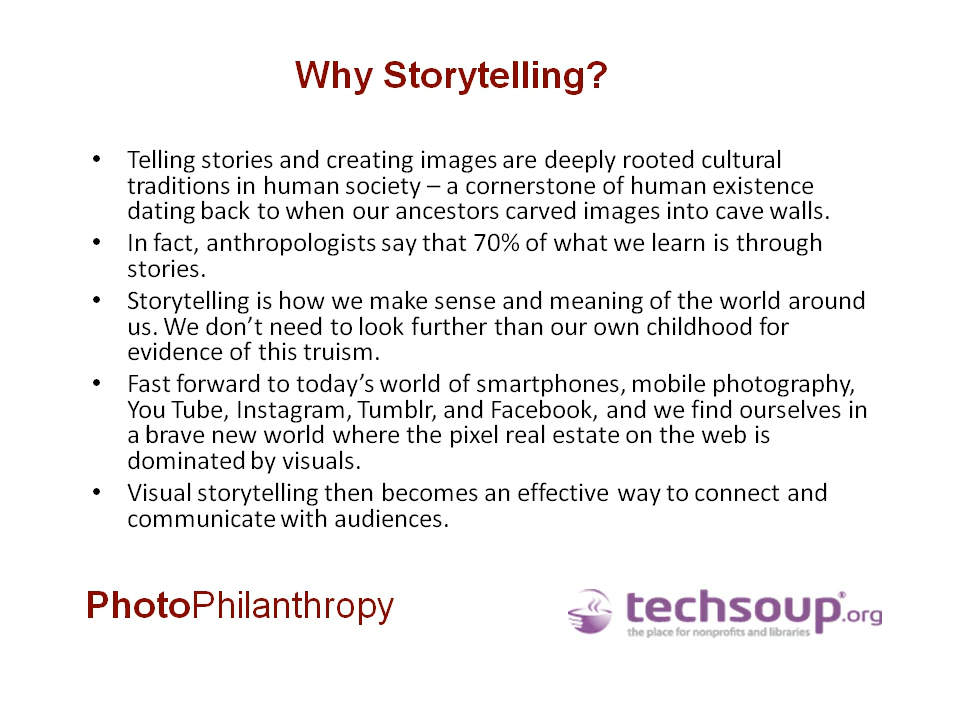 Why Storytelling?
• Telling stories and creating images are deeply rooted cultural
traditions in human society – a cornerstone of human existence
dating back to when our ancestors carved images into cave walls.
• In fact, anthropologists say that 70% of what we learn is through
stories.
• Storytelling is how we make sense and meaning of the world around
us. We don’t need to look further than our own childhood for
evidence of this truism.
• Fast forward to today’s world of smartphones, mobile photography,
You Tube, Instagram, Tumblr, and Facebook, and we find ourselves in
a brave new world where the pixel real estate on the web is
dominated by visuals.
• Visual storytelling then becomes an effective way to connect and
communicate with audiences.
PhotoPhilanthropy
techsoup®.org
the place for nonprofits and libraries